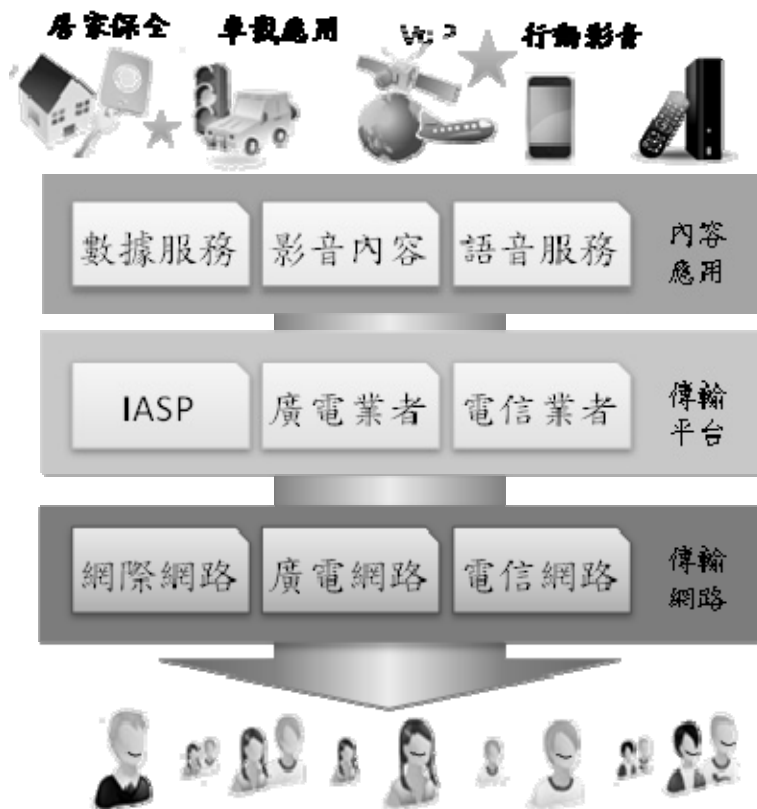 居家保全 車載應用 行動影音
數據服務 影音內容 語音服務
內容
應用
IASP 廣電業者 電信業者
傳輸
平台
網際網路 廣電網路 電信網路
傳輸
網路